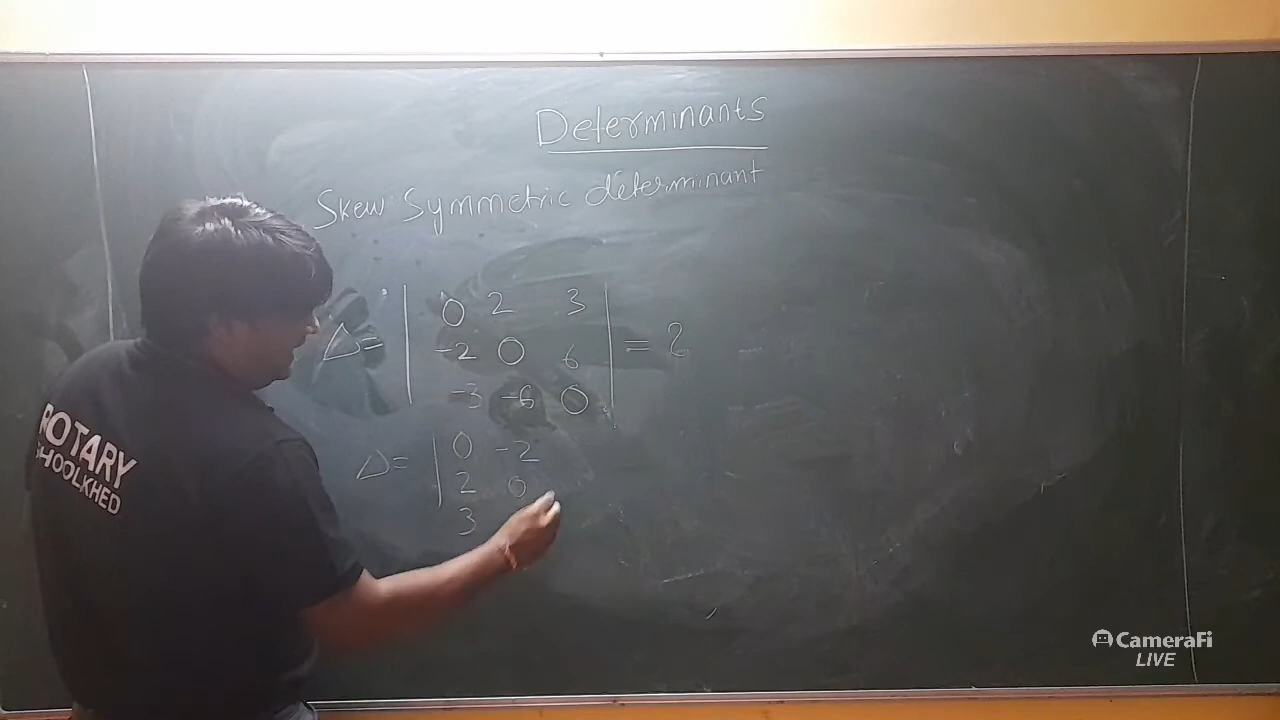 Determinants
Skew Symmetric determinant
Δ= | 0 2 3 | = 2
-2 0 6
-3 -6 0
Δ= | 0 -2
2 0
3
ROTARY
HOOLKHED
CameraFi
LIVE